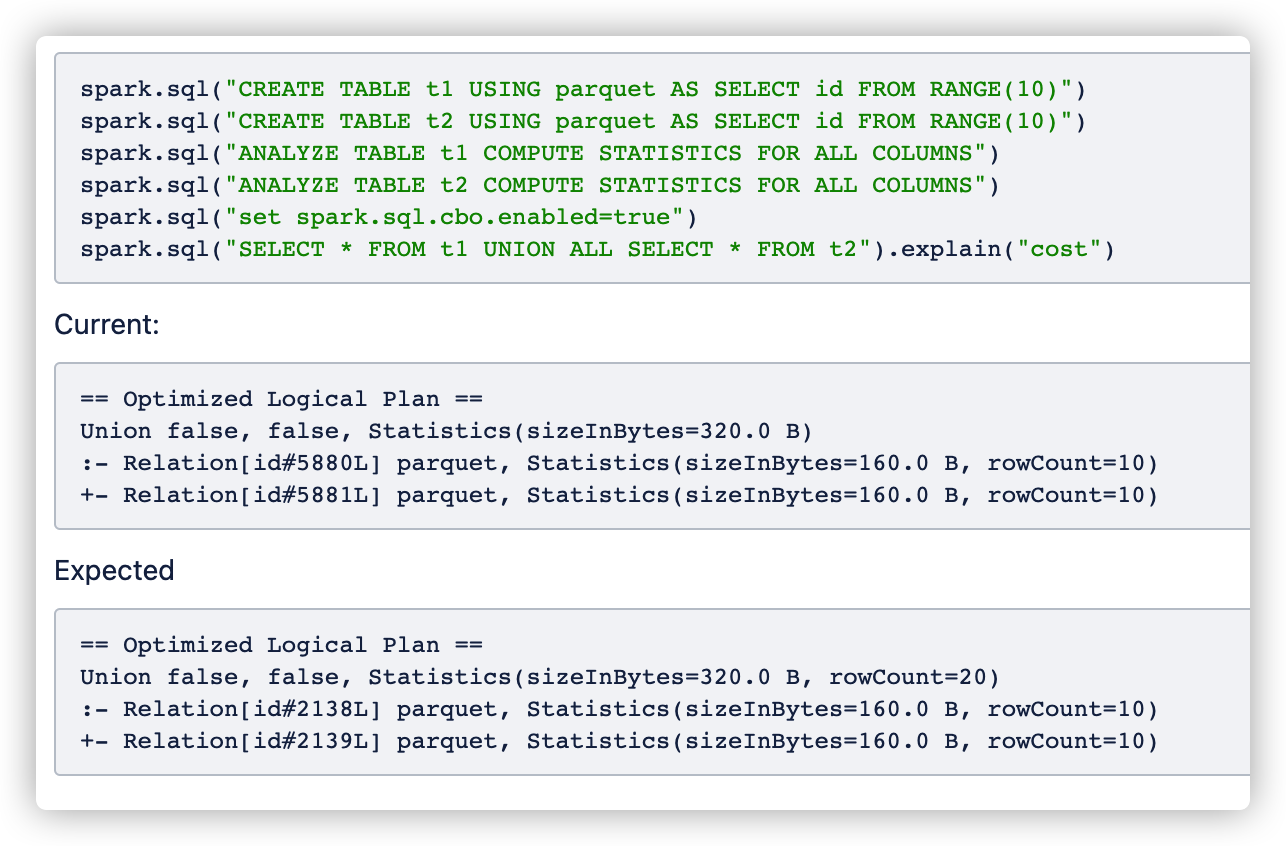 spark.sql("CREATE TABLE t1 USING parquet AS SELECT id FROM RANGE(10)")
spark.sql("CREATE TABLE t2 USING parquet AS SELECT id FROM RANGE(10)")
spark.sql("ANALYZE TABLE t1 COMPUTE STATISTICS FOR ALL COLUMNS")
spark.sql("ANALYZE TABLE t2 COMPUTE STATISTICS FOR ALL COLUMNS")
spark.sql("set spark.sql.cbo.enabled=true")
spark.sql("SELECT * FROM t1 UNION ALL SELECT * FROM t2").explain("cost")
Current:
== Optimized Logical Plan ==
Union false, false, Statistics(sizeInBytes=320.0 B)
:- Relation[id#5880L] parquet, Statistics(sizeInBytes=160.0 B, rowCount=10)
+- Relation[id#5881L] parquet, Statistics(sizeInBytes=160.0 B, rowCount=10)
Expected
== Optimized Logical Plan ==
Union false, false, Statistics(sizeInBytes=320.0 B, rowCount=20)
:- Relation[id#2138L] parquet, Statistics(sizeInBytes=160.0 B, rowCount=10)
+- Relation[id#2139L] parquet, Statistics(sizeInBytes=160.0 B, rowCount=10)